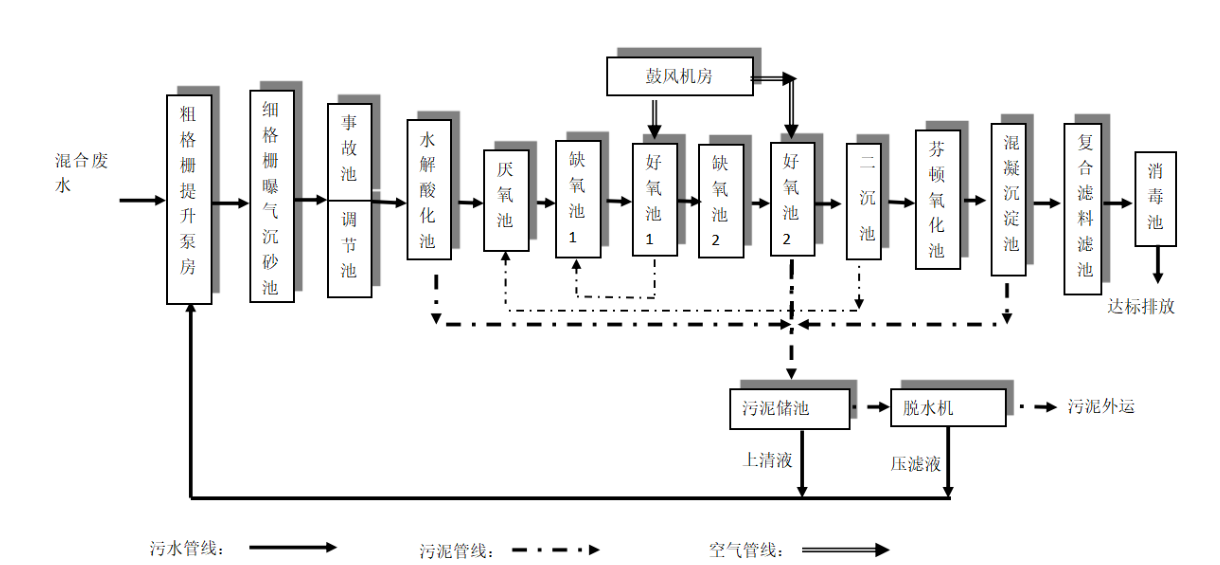 鼓风机房
混合废
水
粗格栅提升泵房
细格栅曝气沉砂池
事故池
调节池
水解酸化池
厌氧池
缺氧池1
好氧池1
缺氧池2
好氧池2
二沉池
芬顿氧化池
混凝沉淀池
复合滤料滤池
消毒池
达标排放
污泥储池
脱水机
污泥外运
上清液
压滤液
污水管线：
污泥管线：
空气管线：